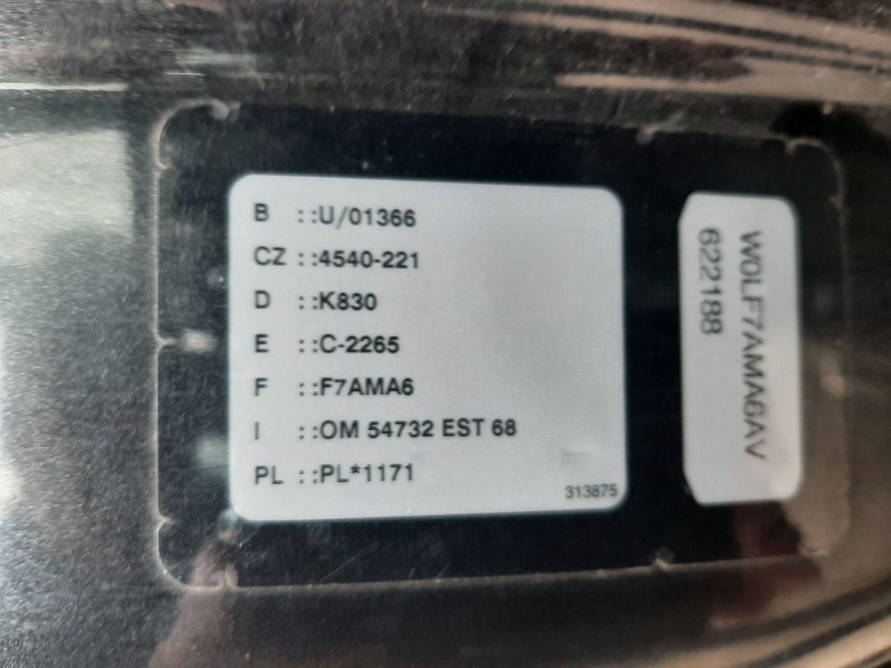 B ::U/01366
CZ ::4540-221
D ::K830
E ::C-2265
F ::F7AMA6
I ::OM 54732 EST 68
PL ::PL*1171
313875
W0LF7AMA6AV
622188